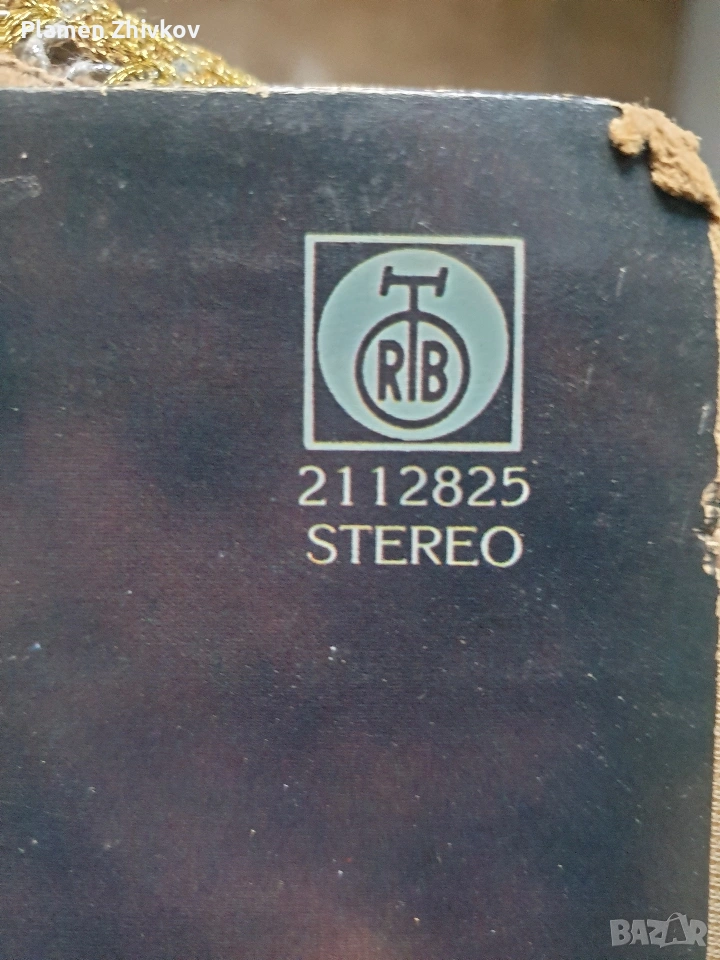 Plamen Zhivkov
RTB
2112825
STEREO
BAZAR